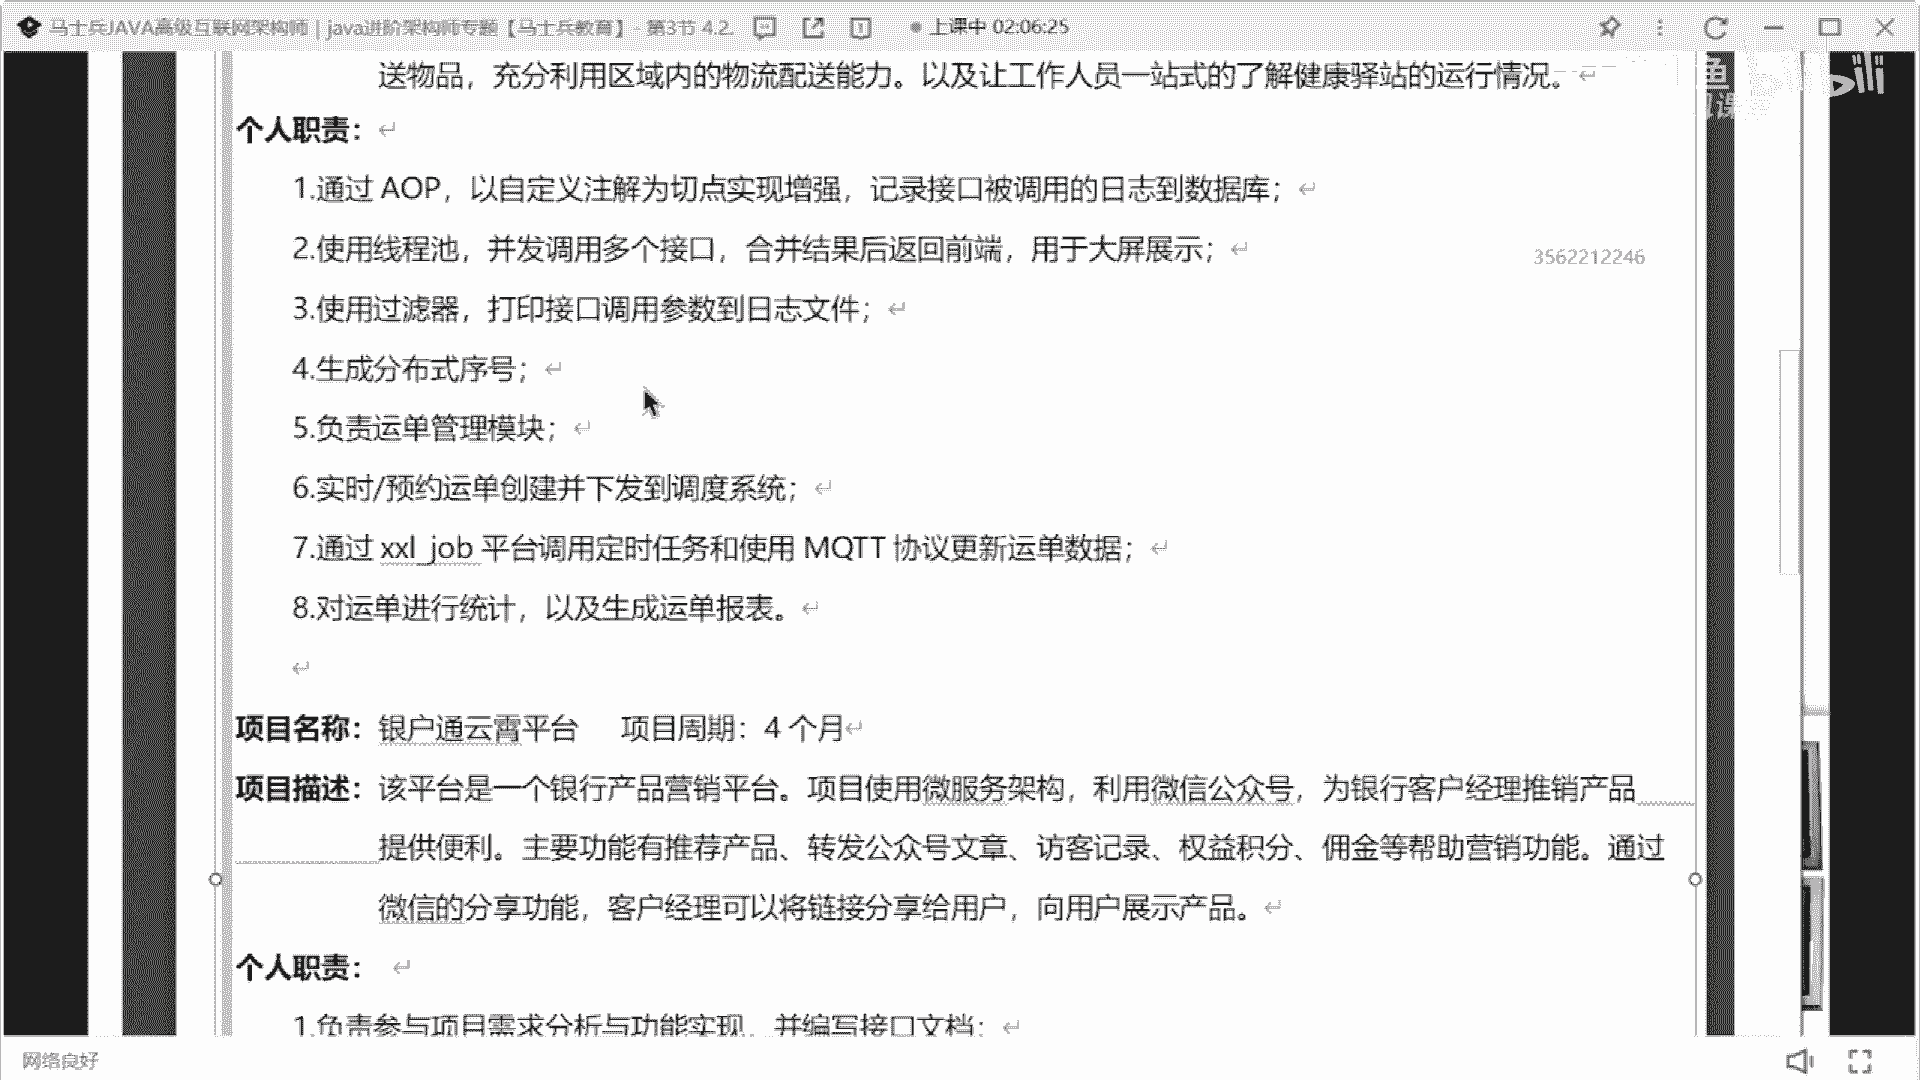 马士兵JAVA高级互联网架构师 | java进阶架构师专题【马士兵教育】- 第3节 4.2.
上课中 02:06:25
送物品，充分利用区域内的物流配送能力。以及让工作人员一站式的了解健康驿站的运行情况。
个人职责：
1.通过 AOP，以自定义注解为切点实现增强，记录接口被调用的日志到数据库；
2.使用线程池，并发调用多个接口，合并结果后返回前端，用于大屏展示；
3562212246
3.使用过滤器，打印接口调用参数到日志文件；
4.生成分布式序号；
5.负责运单管理模块；
6.实时/预约运单创建并下发到调度系统；
7.通过 xxl_job 平台调用定时任务和使用 MQTT 协议更新运单数据；
8.对运单进行统计，以及生成运单报表。
项目名称：银户通云霄平台 项目周期：4 个月
项目描述：该平台是一个银行产品营销平台。项目使用微服务架构，利用微信公众号，为银行客户经理推销产品
提供便利。主要功能有推荐产品、转发公众号文章、访客记录、权益积分、佣金等帮助营销功能。通过
微信的分享功能，客户经理可以将链接分享给用户，向用户展示产品。
个人职责：
1.负责参与项目需求分析与功能实现，并编写接口文档；
网络良好